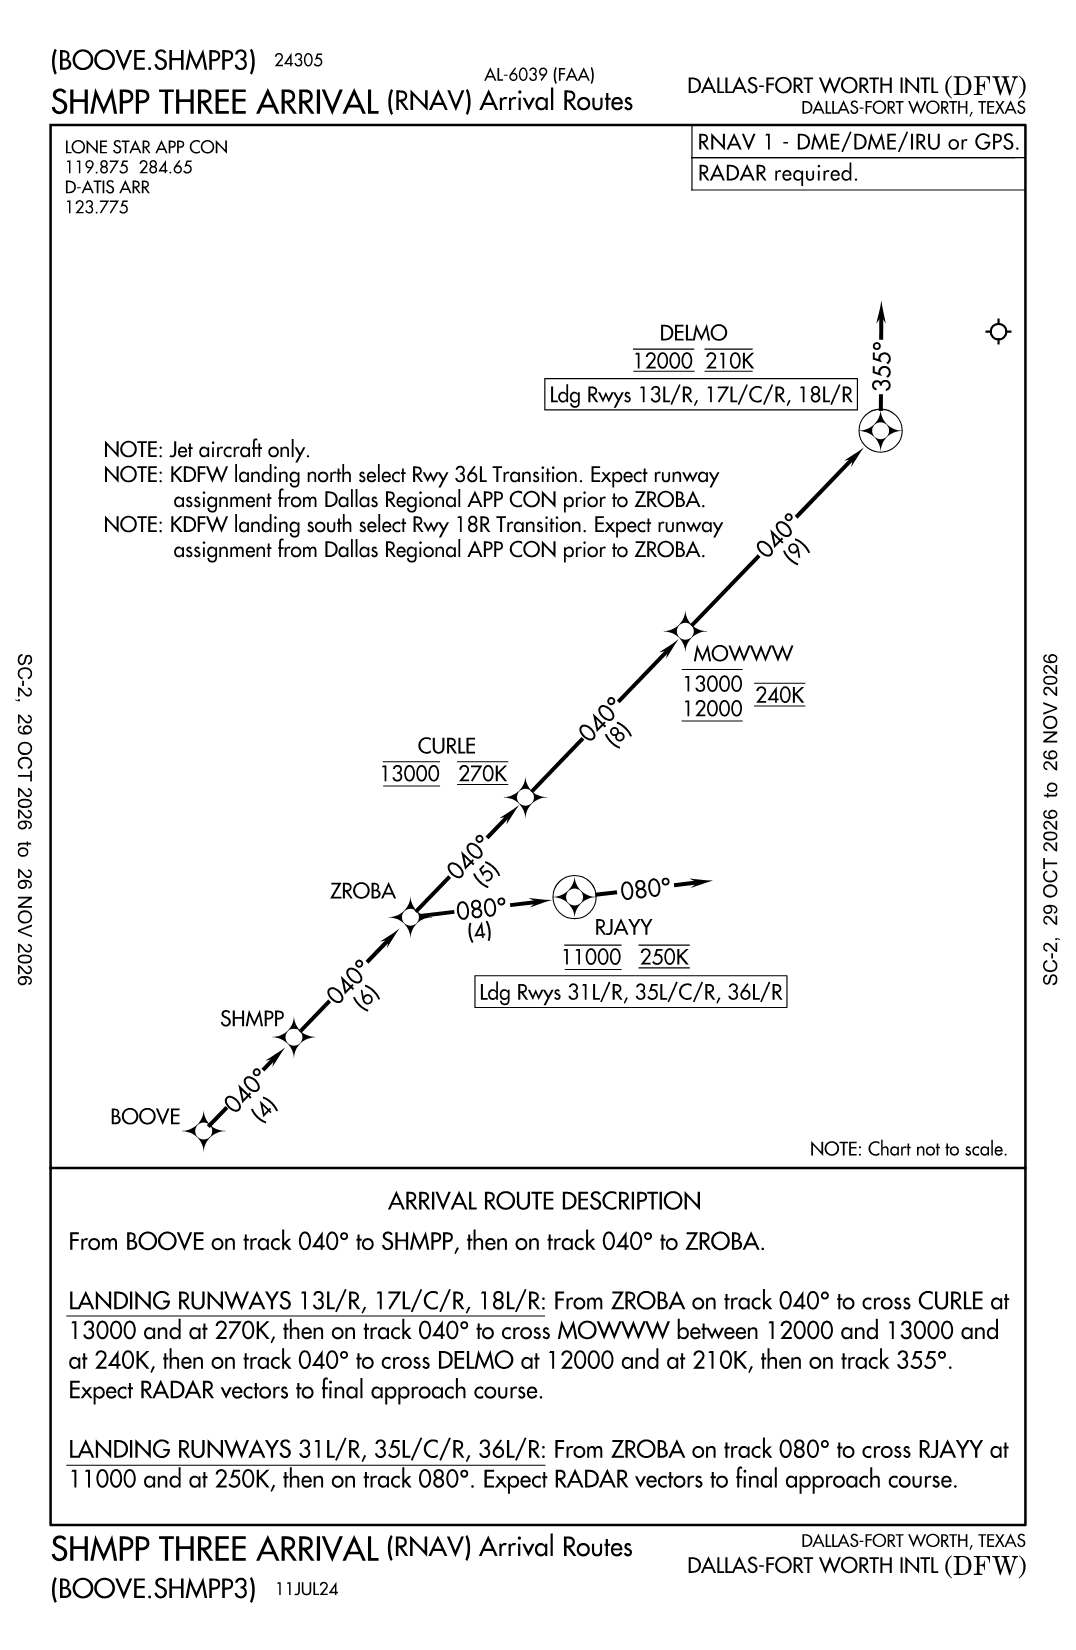 (BOOVE.SHMPP3) 24305
AL-6039 (FAA)
SHMPP THREE ARRIVAL (RNAV) Arrival Routes
DALLAS-FORT WORTH INTL (DFW)
DALLAS-FORT WORTH, TEXAS
LONE STAR APP CON
119.875 284.65
D-ATIS ARR
123.775
RNAV 1 - DME/DME/IRU or GPS.
RADAR required.
DELMO
12000 210K
Ldg Rwys 13L/R, 17L/C/R, 18L/R
355°
NOTE: Jet aircraft only.
NOTE: KDFW landing north select Rwy 36L Transition. Expect runway
assignment from Dallas Regional APP CON prior to ZROBA.
NOTE: KDFW landing south select Rwy 18R Transition. Expect runway
assignment from Dallas Regional APP CON prior to ZROBA.
040°
(9)
MOWWW
13000
12000
240K
040°
(8)
CURLE
13000 270K
040°
(5)
ZROBA
080°
(4)
080°
RJAYY
11000 250K
Ldg Rwys 31L/R, 35L/C/R, 36L/R
040°
(6)
SHMPP
040°
(4)
BOOVE
NOTE: Chart not to scale.
SC-2, 29 OCT 2026 to 26 NOV 2026
SC-2, 29 OCT 2026 to 26 NOV 2026
ARRIVAL ROUTE DESCRIPTION
From BOOVE on track 040° to SHMPP, then on track 040° to ZROBA.
LANDING RUNWAYS 13L/R, 17L/C/R, 18L/R: From ZROBA on track 040° to cross CURLE at
13000 and at 270K, then on track 040° to cross MOWWW between 12000 and 13000 and
at 240K, then on track 040° to cross DELMO at 12000 and at 210K, then on track 355°.
Expect RADAR vectors to final approach course.
LANDING RUNWAYS 31L/R, 35L/C/R, 36L/R: From ZROBA on track 080° to cross RJAYY at
11000 and at 250K, then on track 080°. Expect RADAR vectors to final approach course.
SHMPP THREE ARRIVAL (RNAV) Arrival Routes
(BOOVE.SHMPP3) 11JUL24
DALLAS-FORT WORTH, TEXAS
DALLAS-FORT WORTH INTL (DFW)